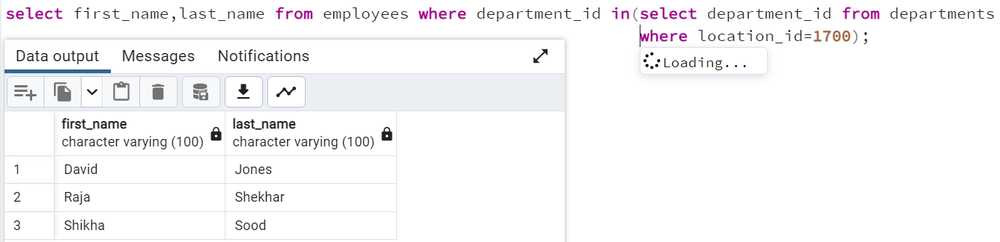 select first_name,last_name from employees where department_id in(select department_id from departments
where location_id=1700);
Loading...
Data output Messages Notifications
first_name last_name
character varying (100) character varying (100)
1 David Jones
2 Raja Shekhar
3 Shikha Sood